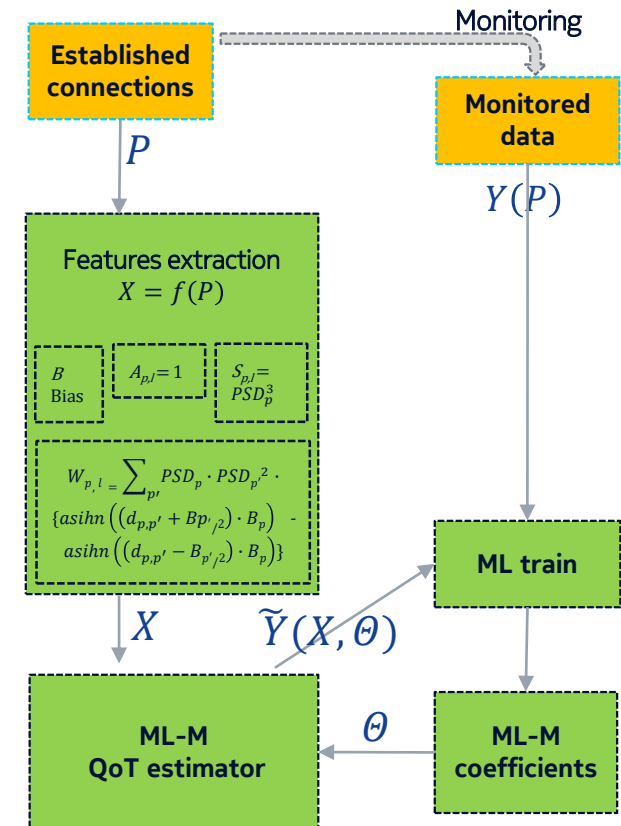 Monitoring
Established
connections
Monitored
data
P
Y(P)
Features extraction
X = f(P)
B
Bias
A_{p,l} = 1
S_{p,l} =
PSD_p^3
W_{p,l} = ∑_{p′} PSD_p · PSD_{p′}^2 ·
{asihn ((d_{p,p′} + Bp′/2) · B_p) -
asihn ((d_{p,p′} − B_{p′/2}) · B_p)}
ML train
X
Ỹ(X, Θ)
ML-M
QoT estimator
Θ
ML-M
coefficients